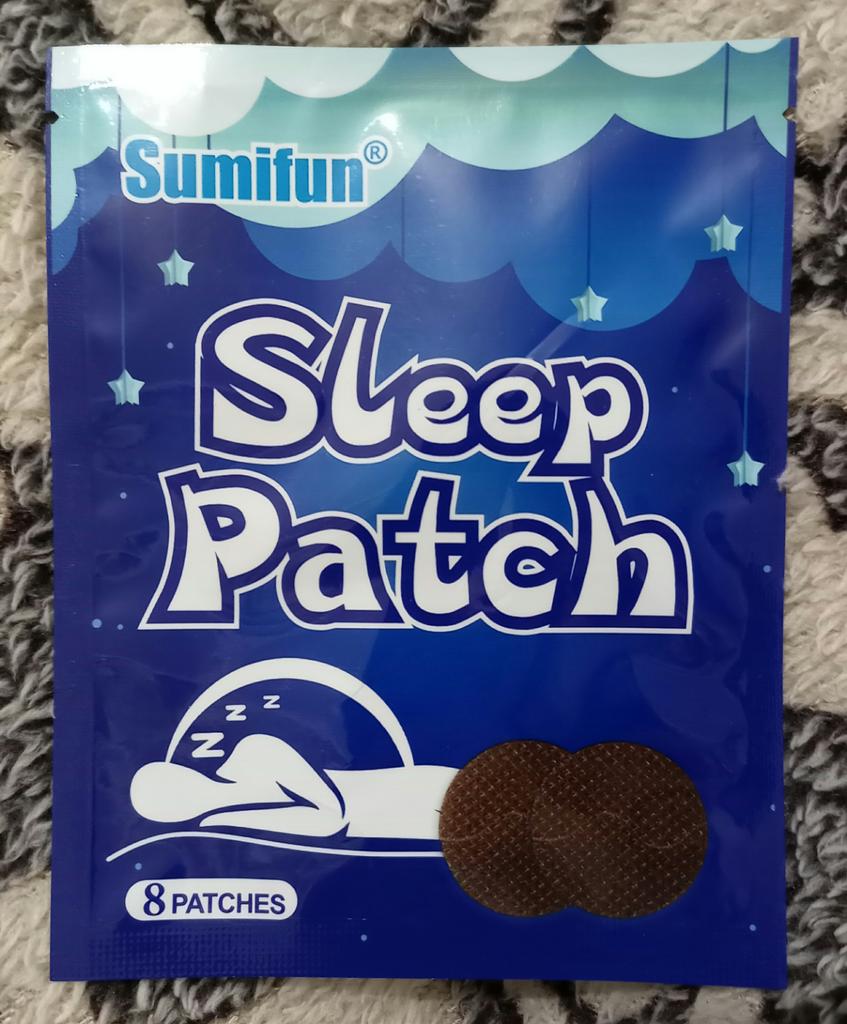 Sumifun®
Sleep
Patch
z z z
8 PATCHES